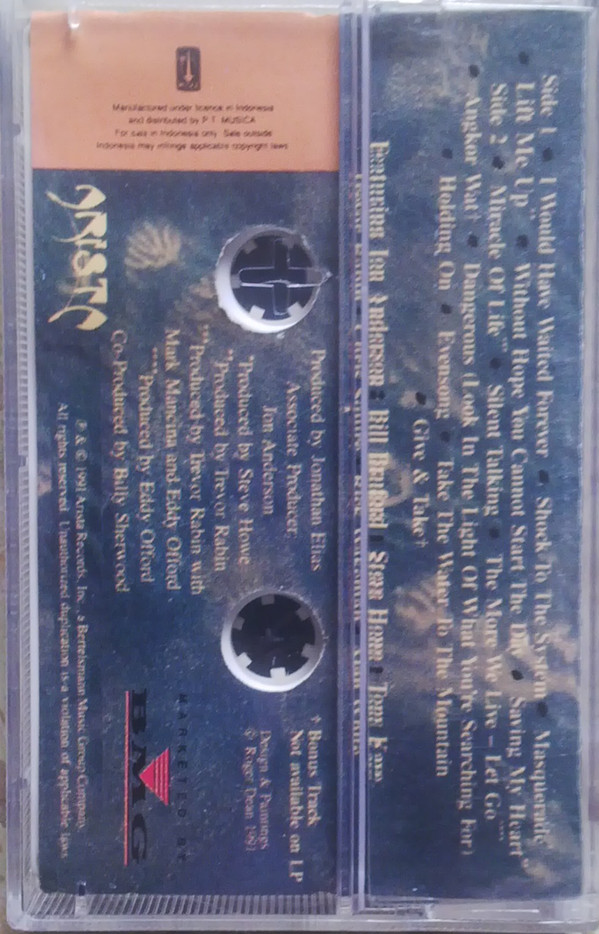 Side 1 • I Would Have Waited Forever • Shock To The System • Masquerade
Lift Me Up** • Without Hope You Cannot Start The Day • Saving My Heart**
Side 2 • Miracle Of Life*** • Silent Talking • The More We Live – Let Go****
Angkor Wat† • Dangerous (Look In The Light Of What You're Searching For)
Holding On • Evensong • Take The Water To The Mountain
Give & Take†
Featuring Jon Anderson • Bill Bruford • Steve Howe • Tony
Produced by Jonathan Elias
Associate Producer:
Jon Anderson
*Produced by Steve Howe
**Produced by Trevor Rabin
***Produced by Trevor Rabin with
Mark Mancina and Eddy Offord
****Produced by Eddy Offord
Co-Produced by Billy Sherwood
† Bonus Track
Not available on LP
Design & Paintings
© Roger Dean 1991
MARKETED BY
BMG
ARISTA
℗ & © 1991 Arista Records, Inc., a Bertelsmann Music Group Company.
All rights reserved. Unauthorized duplication is a violation of applicable laws.
Manufactured under licence in Indonesia
and distributed by P.T. MUSICA
For sale in Indonesia only. Sale outside
Indonesia may infringe applicable copyright laws